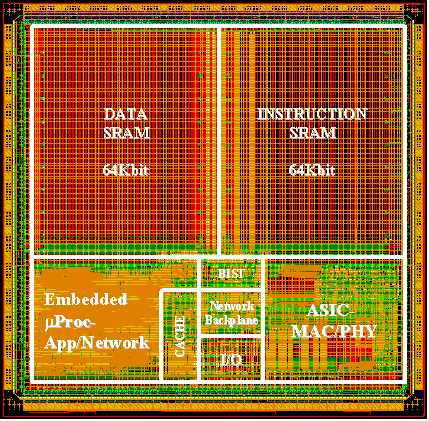 DATA
SRAM
64Kbit
INSTRUCTION
SRAM
64Kbit
Embedded
μProc-
App/Network
CACHE
BIST
Network
Backplane
I/O
ASIC-
MAC/PHY